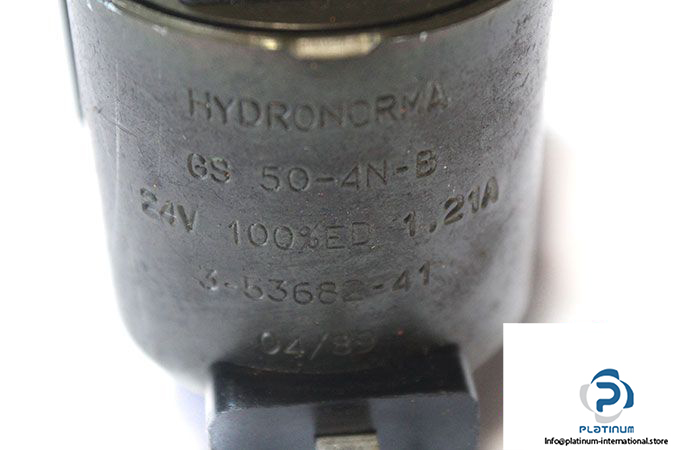 HYDRONORMA
GS 50-4N-B
24V 100%ED 1,21A
3-53682-41
04/89
PLATINUM
Info@platinum-international.store